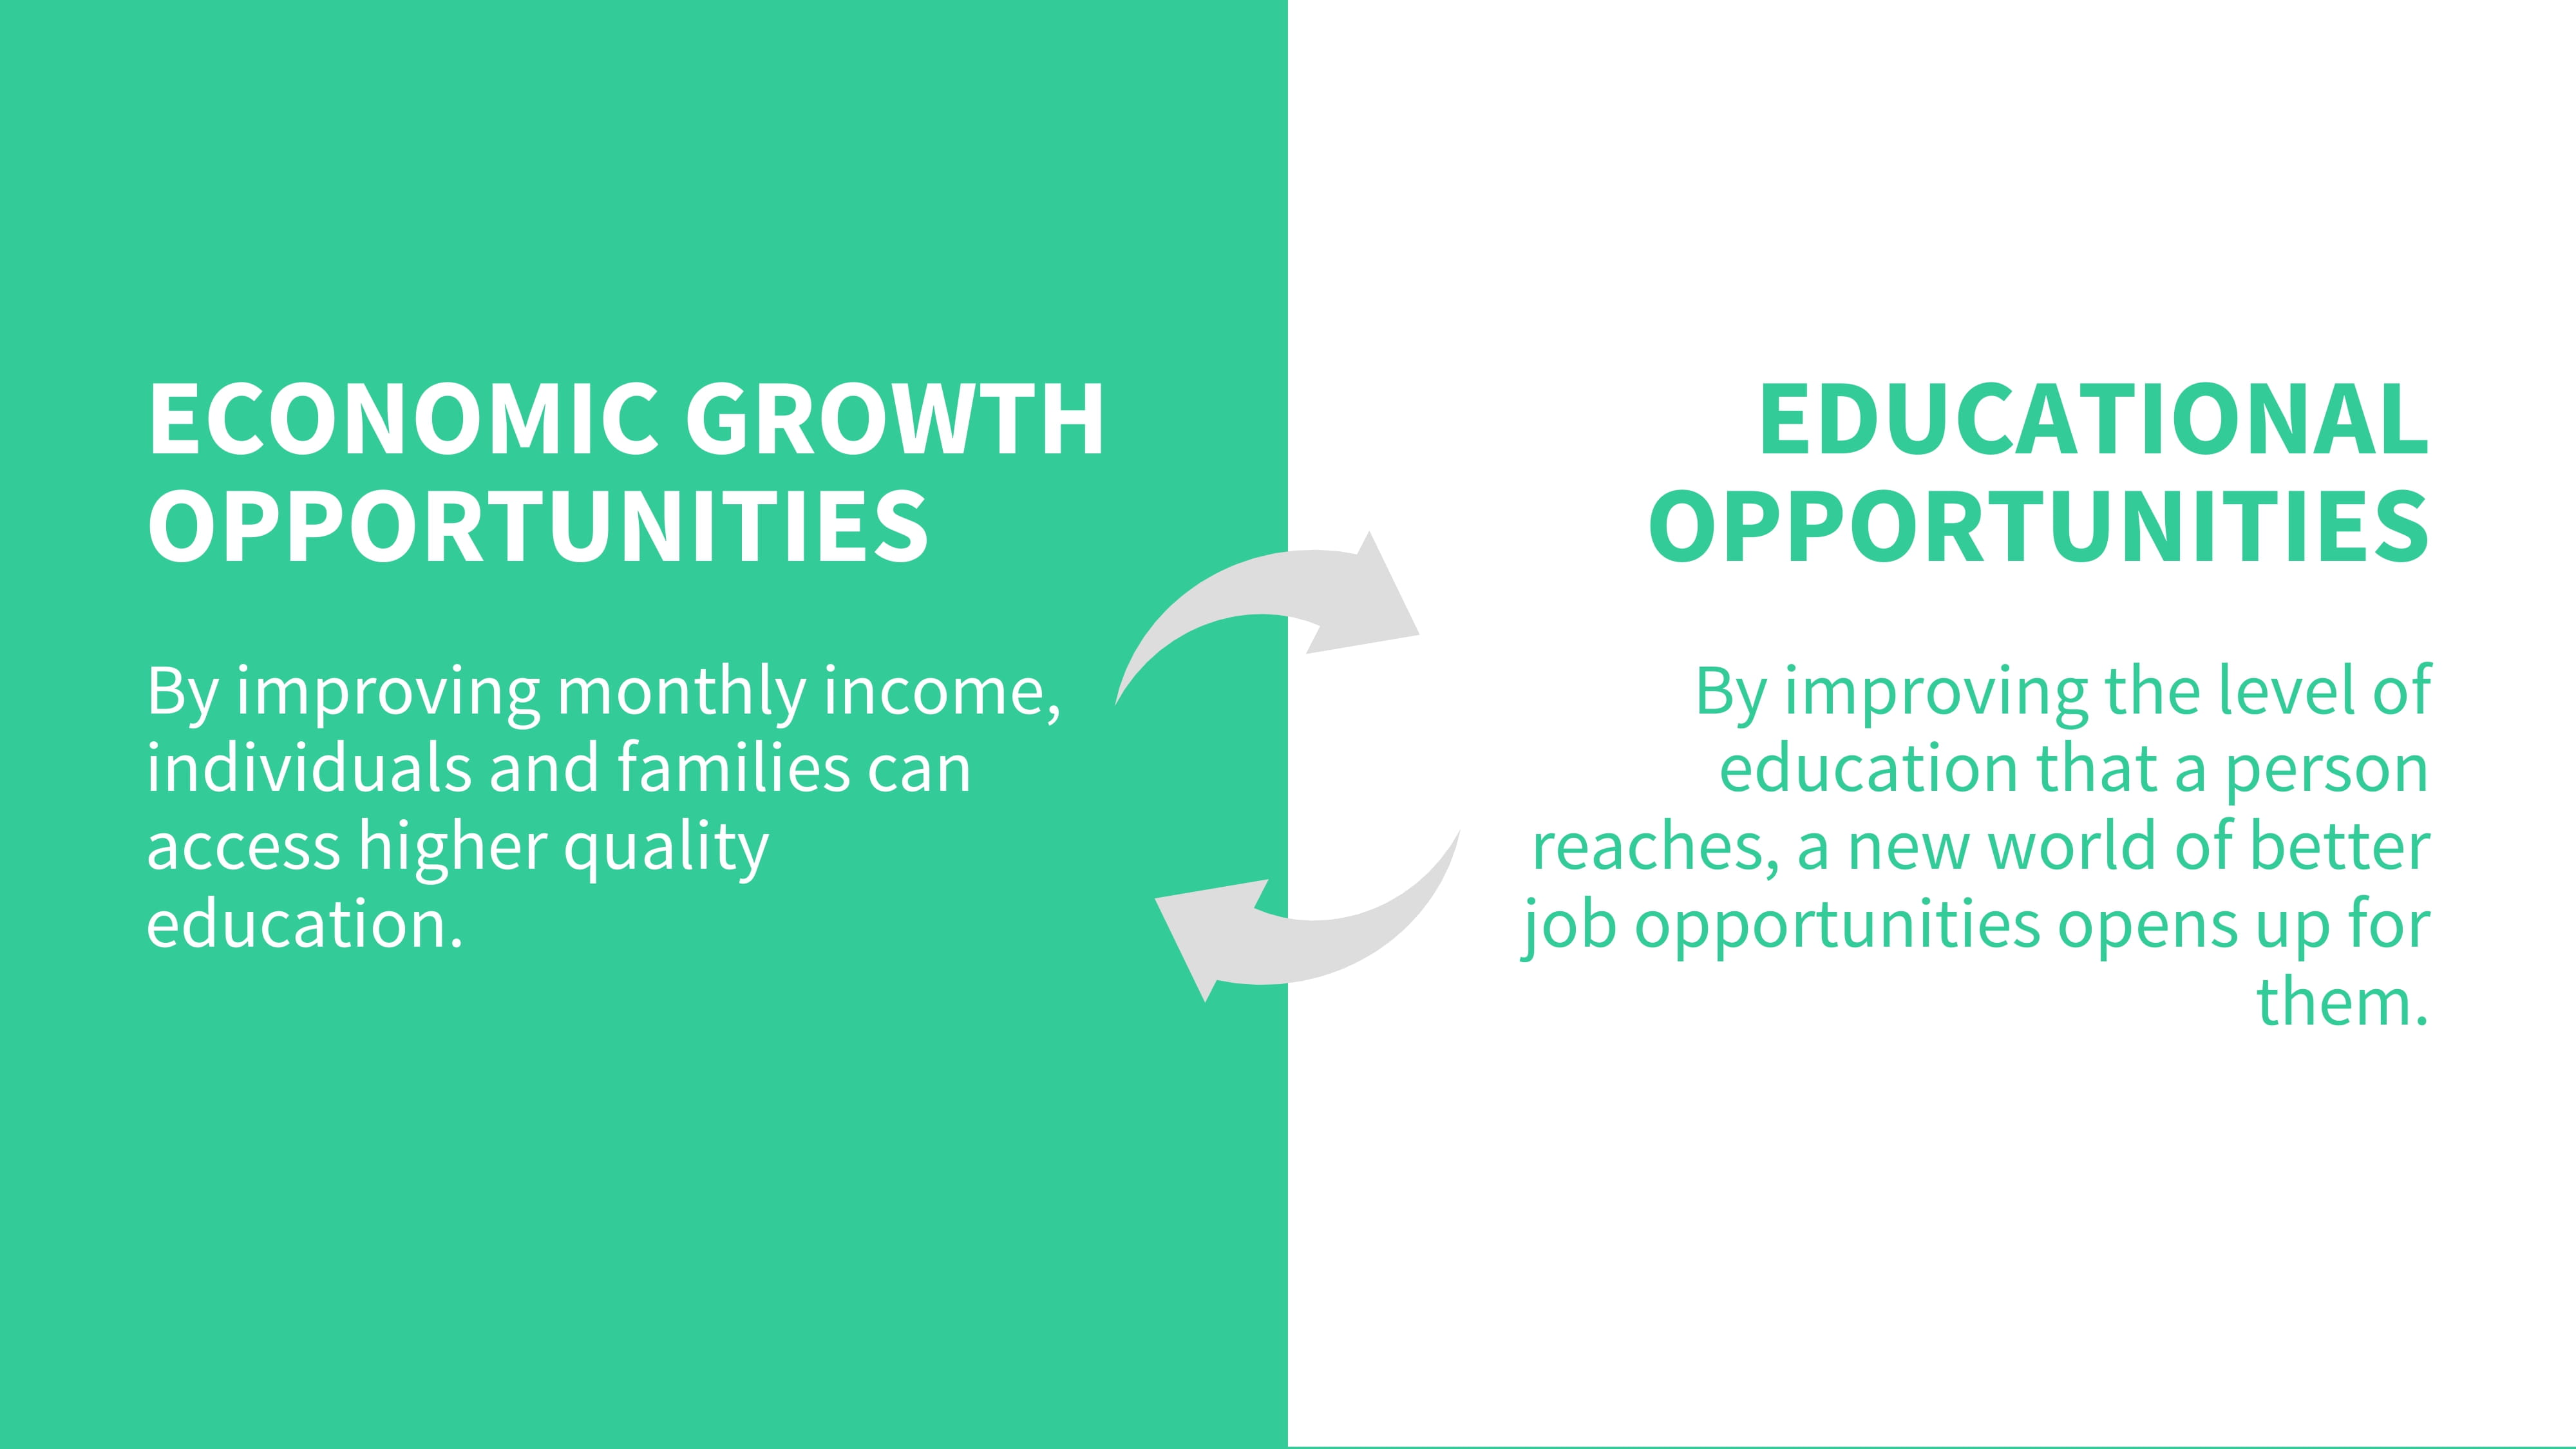 ECONOMIC GROWTH
OPPORTUNITIES
By improving monthly income,
individuals and families can
access higher quality
education.
EDUCATIONAL
OPPORTUNITIES
By improving the level of
education that a person
reaches, a new world of better
job opportunities opens up for
them.